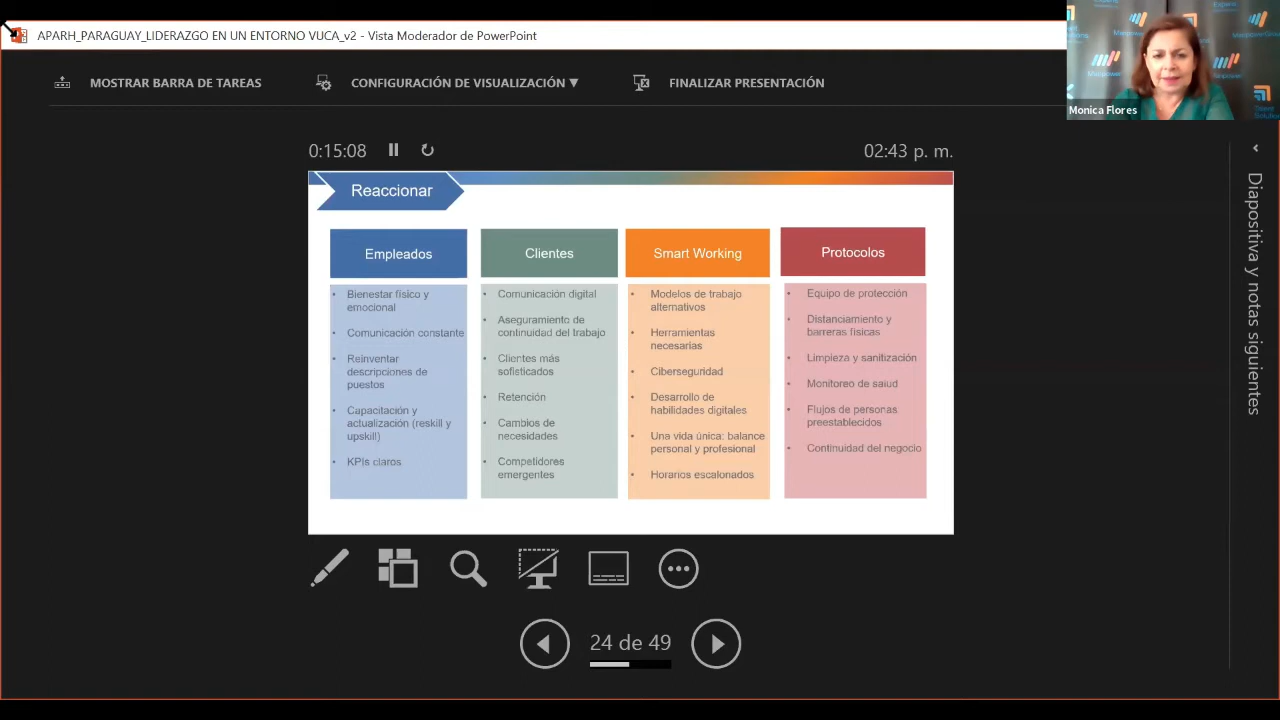 APARH_PARAGUAY_LIDERAZGO EN UN ENTORNO VUCA_v2 - Vista Moderador de PowerPoint
MOSTRAR BARRA DE TAREAS
CONFIGURACIÓN DE VISUALIZACIÓN ▼
FINALIZAR PRESENTACIÓN
Manpower
Monica Flores
0:15:08
02:43 p. m.
Reaccionar
Empleados
• Bienestar físico y
emocional
• Comunicación constante
• Reinventar
descripciones de
puestos
• Capacitación y
actualización (reskill y
upskill)
• KPIs claros
Clientes
• Comunicación digital
• Aseguramiento de
continuidad del trabajo
• Clientes más
sofisticados
• Retención
• Cambios de
necesidades
• Competidores
emergentes
Smart Working
• Modelos de trabajo
alternativos
• Herramientas
necesarias
• Ciberseguridad
• Desarrollo de
habilidades digitales
• Una vida única: balance
personal y profesional
• Horarios escalonados
Protocolos
• Equipo de protección
• Distanciamiento y
barreras físicas
• Limpieza y sanitización
• Monitoreo de salud
• Flujos de personas
preestablecidos
• Continuidad del negocio
Diapositiva y notas siguientes
24 de 49